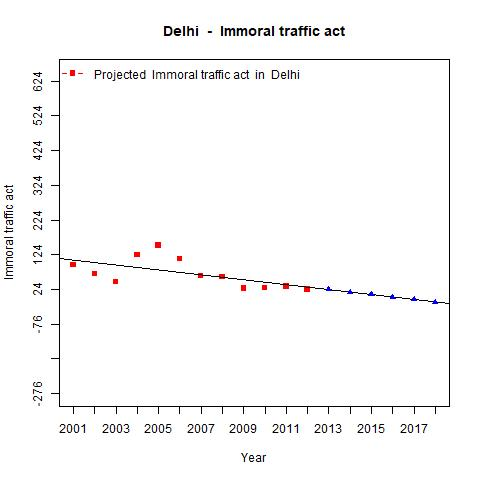 Delhi - Immoral traffic act
Projected Immoral traffic act in Delhi
Immoral traffic act
624
524
424
324
224
124
24
-76
-276
2001 2003 2005 2007 2009 2011 2013 2015 2017
Year